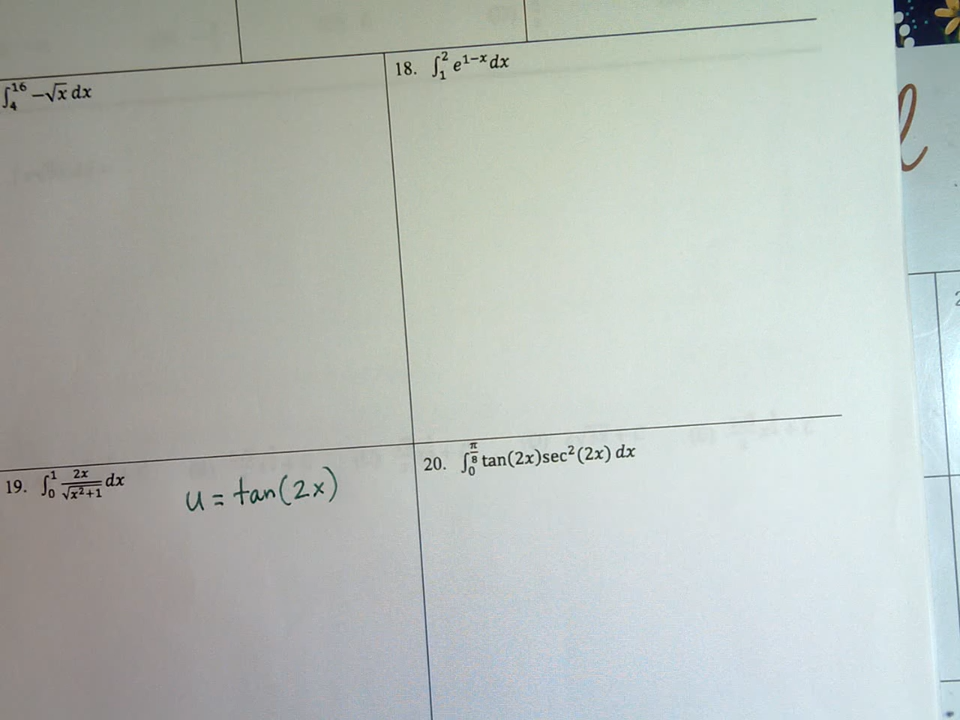 ∫₄¹⁶ −√x dx
18. ∫₁² e¹⁻ˣ dx
19. ∫₀¹ 2x/√(x²+1) dx
u = tan(2x)
20. ∫₀^(π/8) tan(2x)sec²(2x) dx